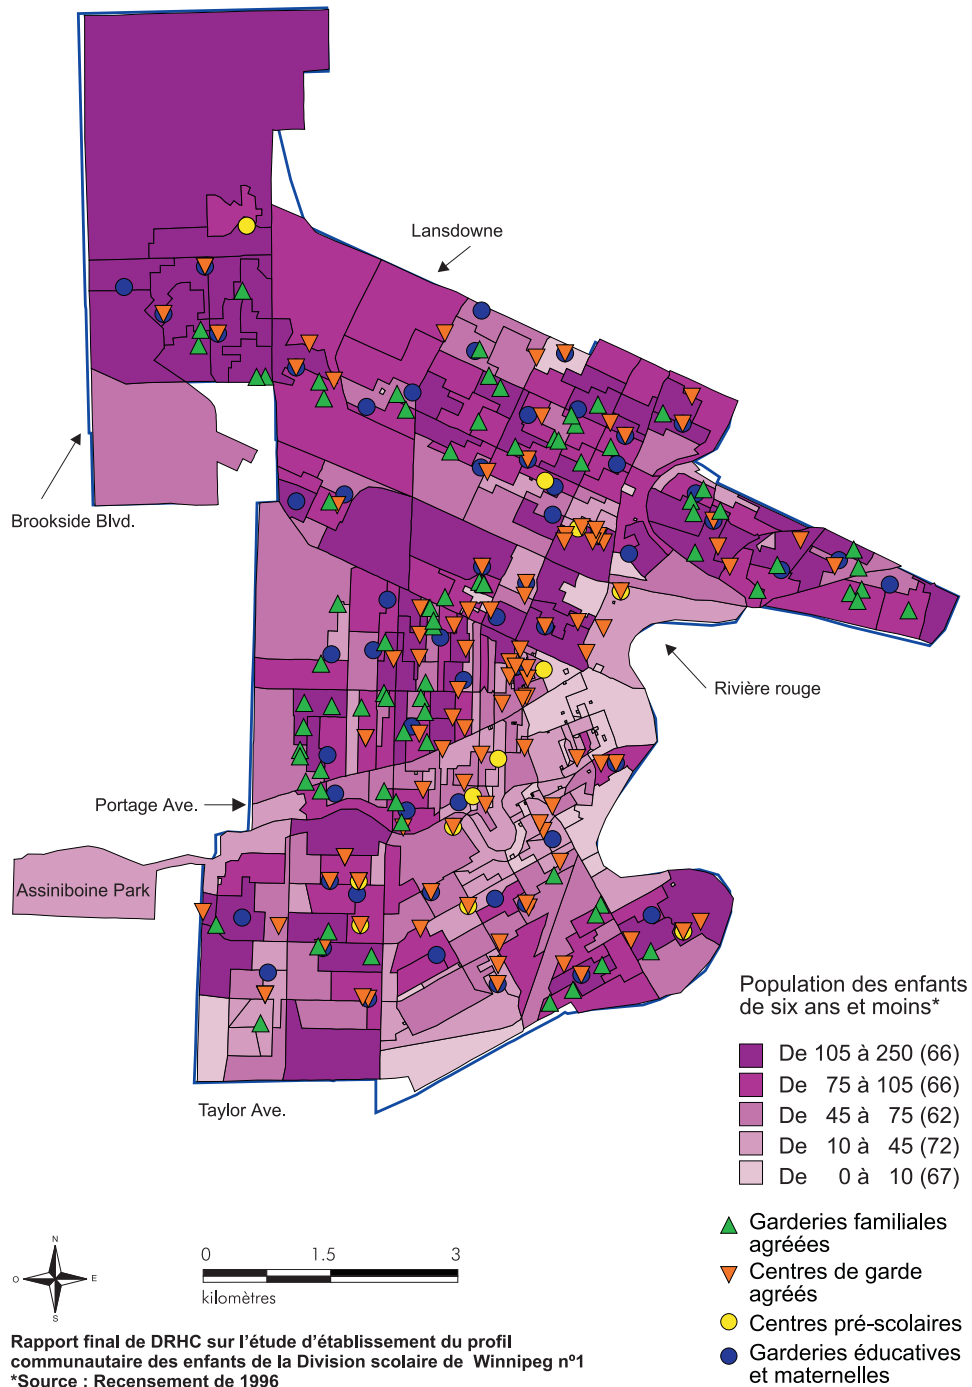 Lansdowne
Brookside Blvd.
Rivière rouge
Portage Ave.
Assiniboine Park
Taylor Ave.
Population des enfants
de six ans et moins*
De 105 à 250 (66)
De 75 à 105 (66)
De 45 à 75 (62)
De 10 à 45 (72)
De 0 à 10 (67)
Garderies familiales
agréées
Centres de garde
agréés
Centres pré-scolaires
Garderies éducatives
et maternelles
N
O
E
S
0 1.5 3
kilomètres
Rapport final de DRHC sur l'étude d'établissement du profil
communautaire des enfants de la Division scolaire de Winnipeg nº1
*Source : Recensement de 1996